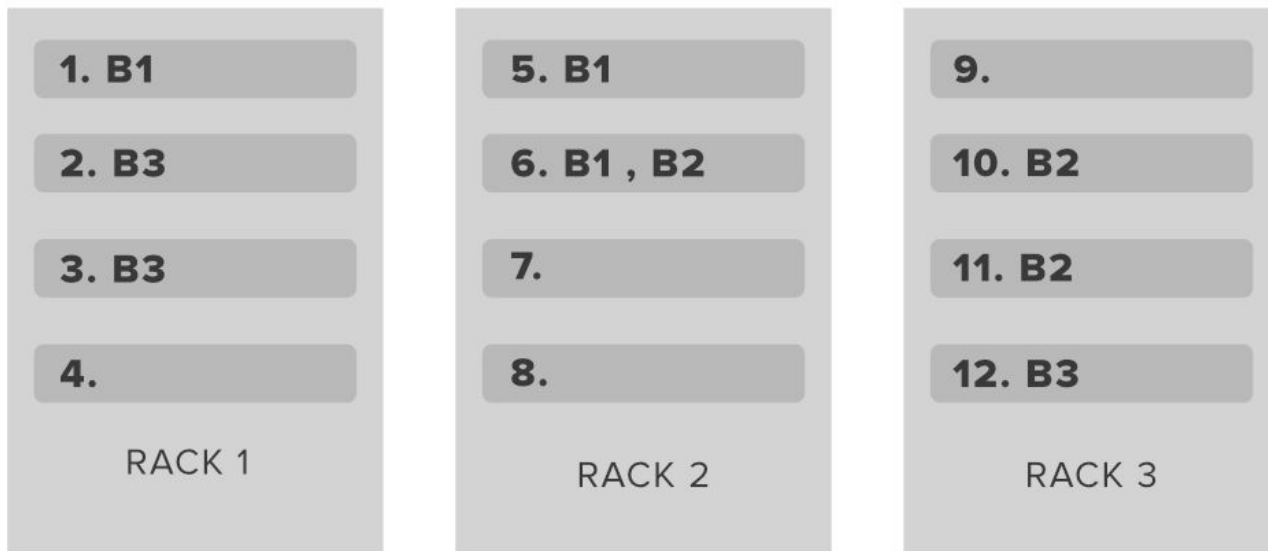 1. B1
2. B3
3. B3
4.
RACK 1
5. B1
6. B1 , B2
7.
8.
RACK 2
9.
10. B2
11. B2
12. B3
RACK 3